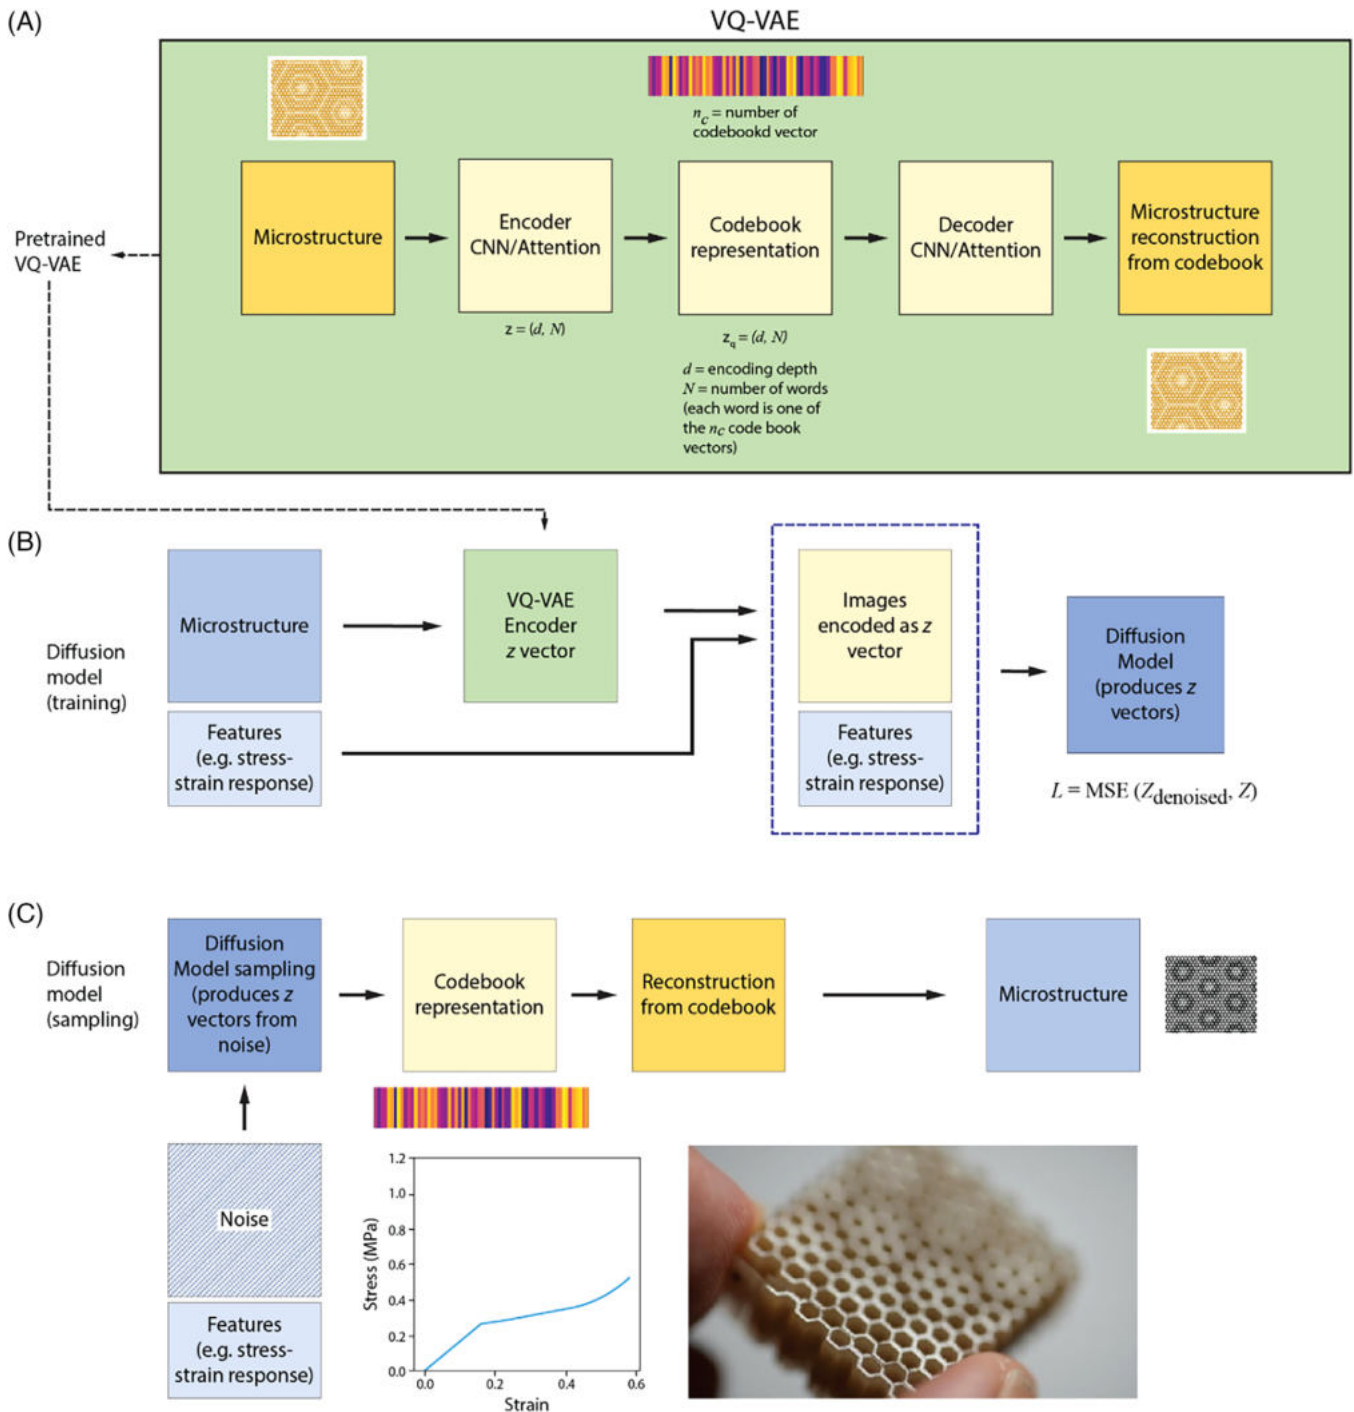 (A)
VQ-VAE
n_c = number of
codebookd vector
Microstructure
Encoder
CNN/Attention
Codebook
representation
Decoder
CNN/Attention
Microstructure
reconstruction
from codebook
Pretrained
VQ-VAE
z = (d, N)
z_q = (d, N)
d = encoding depth
N = number of words
(each word is one of
the n_c code book
vectors)
(B)
Diffusion
model
(training)
Microstructure
Features
(e.g. stress-
strain response)
VQ-VAE
Encoder
z vector
Images
encoded as z
vector
Features
(e.g. stress-
strain response)
Diffusion
Model
(produces z
vectors)
L = MSE (Z_denoised, Z)
(C)
Diffusion
model
(sampling)
Diffusion
Model sampling
(produces z
vectors from
noise)
Codebook
representation
Reconstruction
from codebook
Microstructure
Noise
Features
(e.g. stress-
strain response)
Stress (MPa)
1.2
1.0
0.8
0.6
0.4
0.2
0.0
0.0
0.2
0.4
0.6
Strain